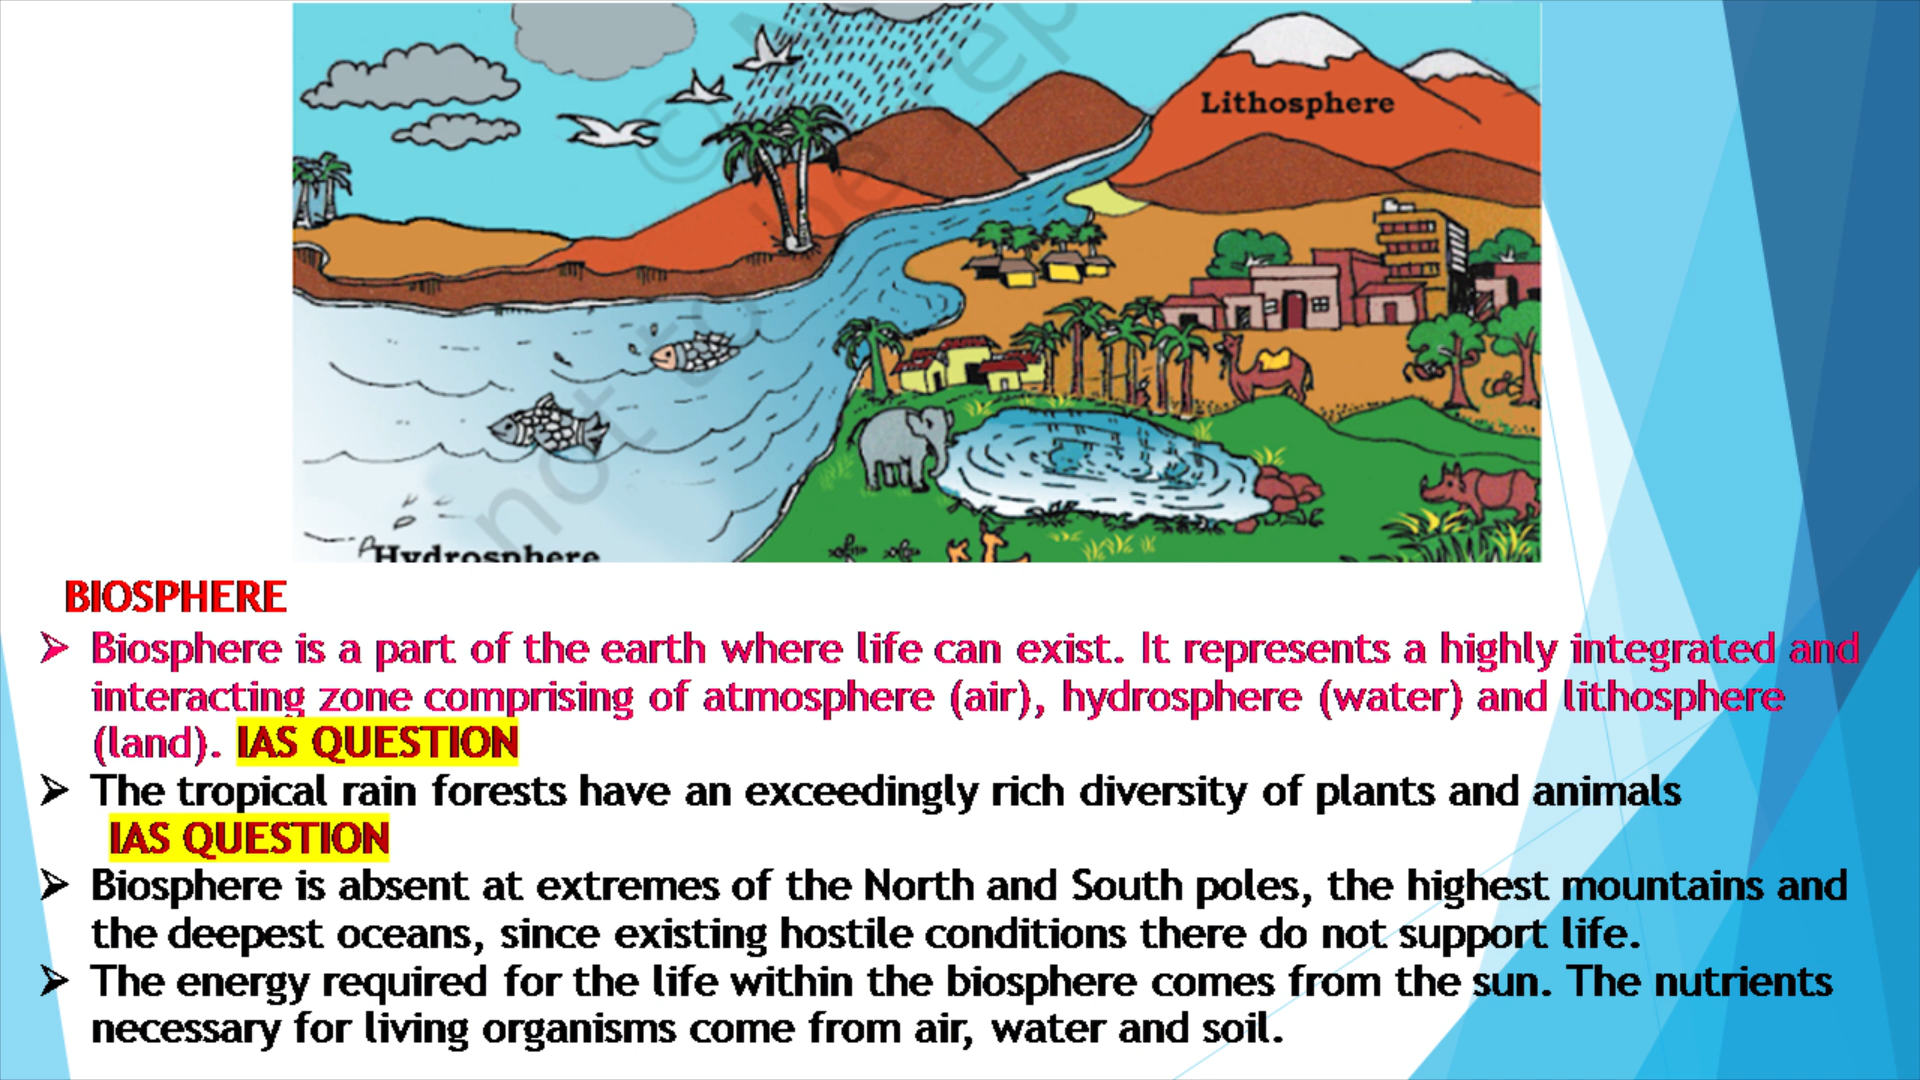 Lithosphere
Hydrosphere
© not to be rep
BIOSPHERE
➢ Biosphere is a part of the earth where life can exist. It represents a highly integrated and
interacting zone comprising of atmosphere (air), hydrosphere (water) and lithosphere
(land). IAS QUESTION
➢ The tropical rain forests have an exceedingly rich diversity of plants and animals
IAS QUESTION
➢ Biosphere is absent at extremes of the North and South poles, the highest mountains and
the deepest oceans, since existing hostile conditions there do not support life.
➢ The energy required for the life within the biosphere comes from the sun. The nutrients
necessary for living organisms come from air, water and soil.